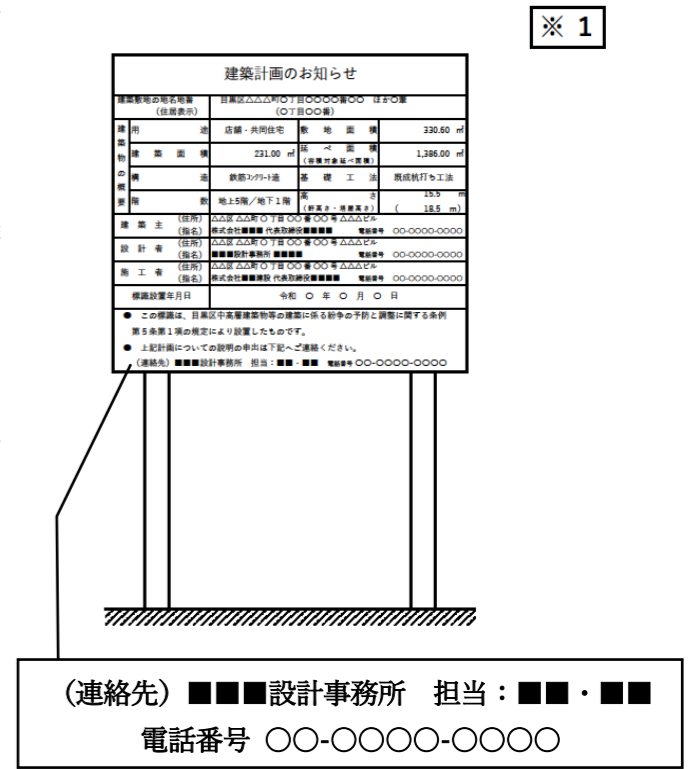 ※ 1
建築計画のお知らせ
建築敷地の地名地番 目黒区△△△町〇丁目〇〇〇〇番〇〇 ほか〇筆
(住居表示) (〇丁目〇〇番)
建築物の概要
用途 店舗・共同住宅 敷地面積 330.60 ㎡
建築面積 231.00 ㎡ 延べ面積 1,386.00 ㎡
(容積対象延べ面積)
構造 鉄筋ｺﾝｸﾘｰﾄ造 基礎工法 既成杭打ち工法
階数 地上5階／地下１階 高さ 15.5 m
(軒高さ・最高高さ) ( 18.5 m)
建築主 (住所) △△区 △△町 〇 丁目 〇〇 番 〇〇 号 △△△ビル
(指名) 株式会社■■■ 代表取締役■■■■ 電話番号 〇〇-〇〇〇〇-〇〇〇〇
設計者 (住所) △△区 △△町 〇 丁目 〇〇 番 〇〇 号 △△△ビル
(指名) ■■■設計事務所 ■■■■ 電話番号 〇〇-〇〇〇〇-〇〇〇〇
施工者 (住所) △△区 △△町 〇 丁目 〇〇 番 〇〇 号 △△△ビル
(指名) 株式会社■■建設 代表取締役■■■■ 電話番号 〇〇-〇〇〇〇-〇〇〇〇
標識設置年月日 令和 〇 年 〇 月 〇 日
● この標識は、目黒区中高層建築物等の建築に係る紛争の予防と調整に関する条例
第５条第１項の規定により設置したものです。
● 上記計画についての説明の申出は下記へご連絡ください。
（連絡先）■■■設計事務所 担当：■■・■■ 電話番号 〇〇-〇〇〇〇-〇〇〇〇
（連絡先）■■■設計事務所 担当：■■・■■
電話番号 〇〇-〇〇〇〇-〇〇〇〇